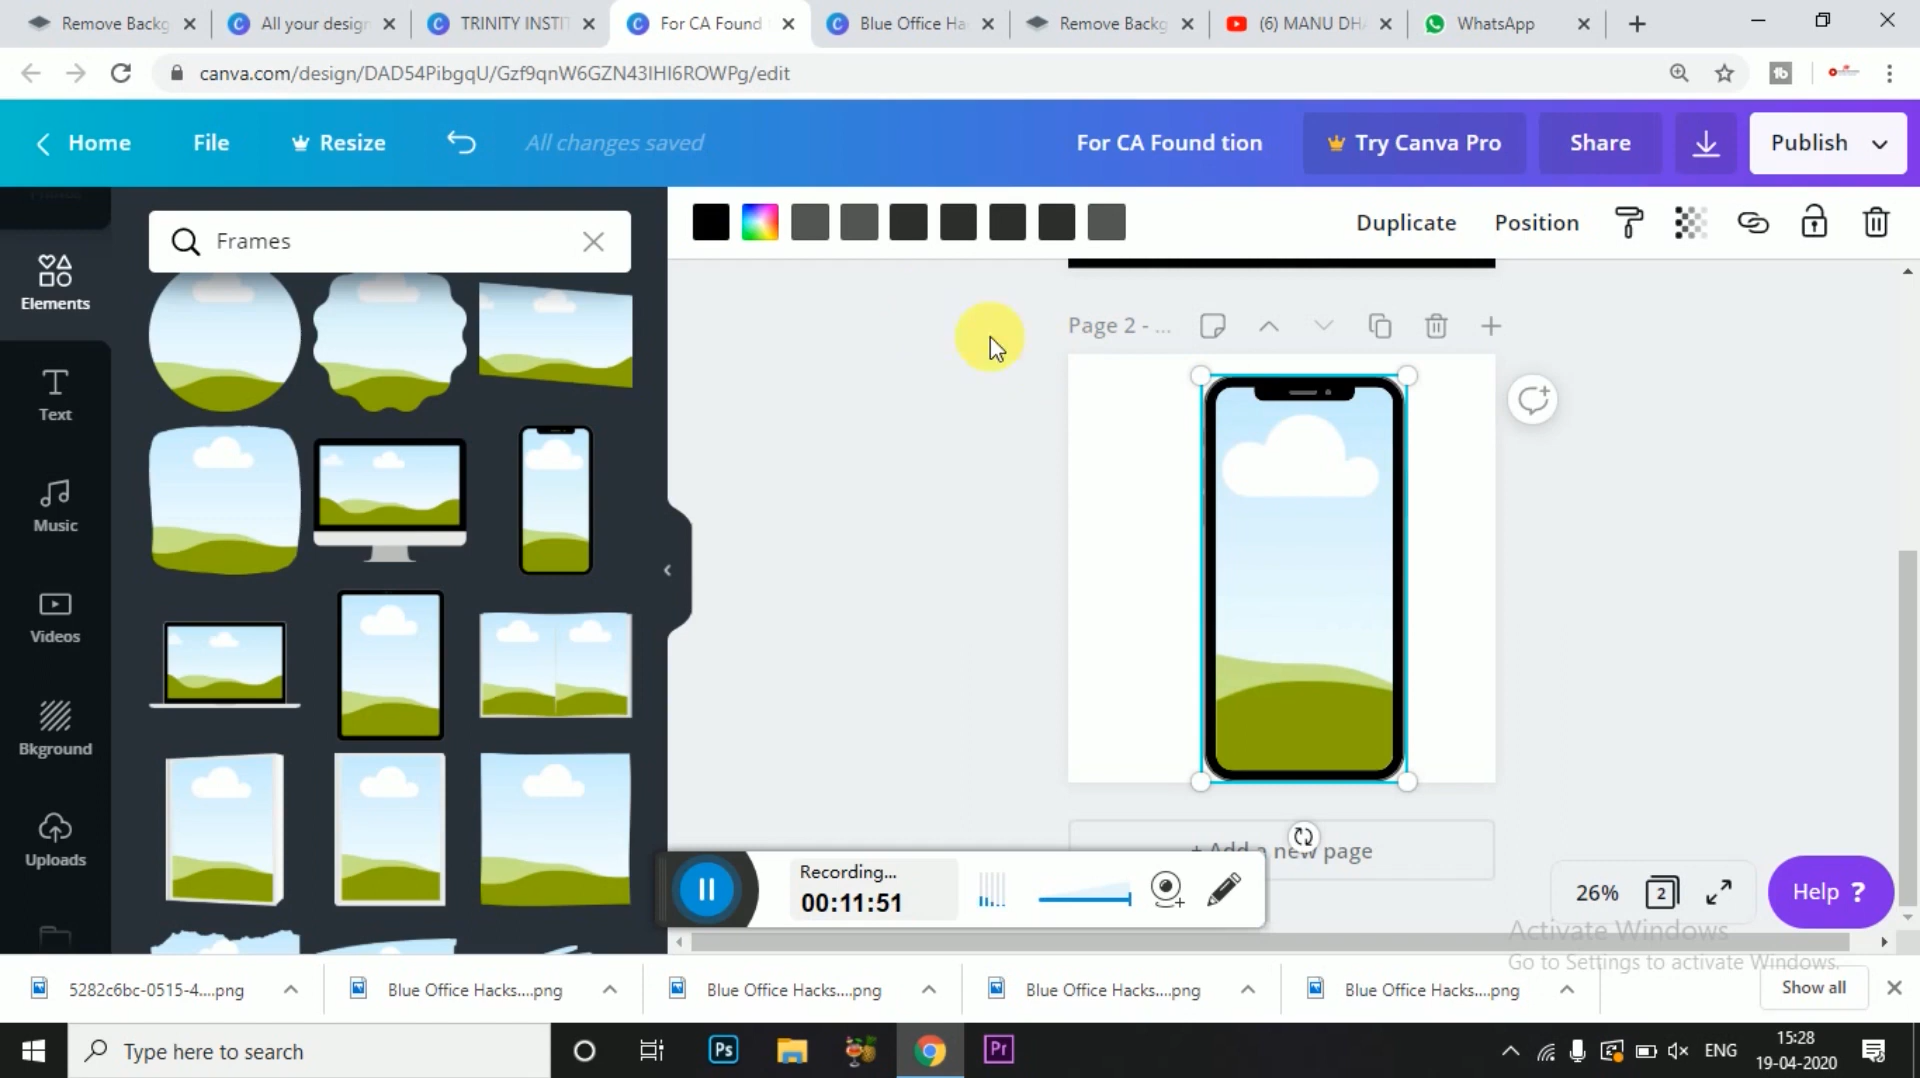 Remove Backg
All your design
TRINITY INSTIT
For CA Found
Blue Office Ha
Remove Backg
(6) MANU DHA
WhatsApp
canva.com/design/DAD54PibgqU/Gzf9qnW6GZN43IHI6ROWPg/edit
Home
File
Resize
All changes saved
For CA Found tion
Try Canva Pro
Share
Publish
Frames
Duplicate
Position
Elements
Text
Music
Videos
Bkground
Uploads
Page 2 - ...
+ Add a new page
Recording...
00:11:51
26%
2
Help ?
Activate Windows
Go to Settings to activate Windows.
5282c6bc-0515-4....png
Blue Office Hacks....png
Blue Office Hacks....png
Blue Office Hacks....png
Blue Office Hacks....png
Show all
Type here to search
Ps
Pr
ENG
15:28
19-04-2020